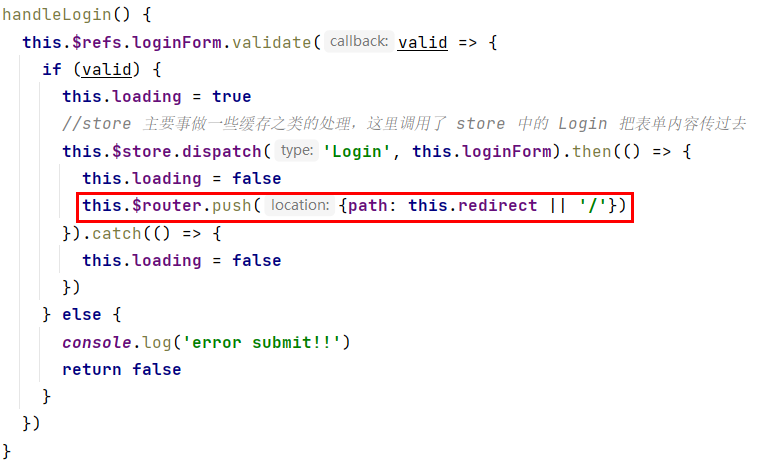 handleLogin() {
this.$refs.loginForm.validate( callback: valid => {
if (valid) {
this.loading = true
//store 主要事做一些缓存之类的处理，这里调用了 store 中的 Login 把表单内容传过去
this.$store.dispatch( type: 'Login', this.loginForm).then(() => {
this.loading = false
this.$router.push( location: {path: this.redirect || '/'})
}).catch(() => {
this.loading = false
})
} else {
console.log('error submit!!')
return false
}
})
}